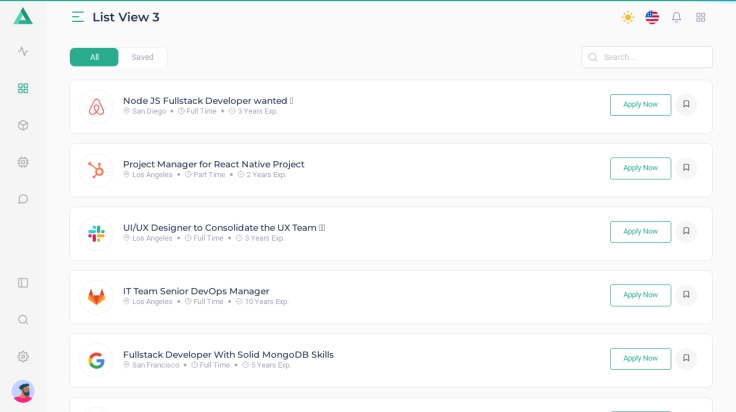 List View 3
All
Saved
Search...
Node JS Fullstack Developer wanted
San Diego • Full Time • 3 Years Exp.
Apply Now
Project Manager for React Native Project
Los Angeles • Part Time • 2 Years Exp.
Apply Now
UI/UX Designer to Consolidate the UX Team
Los Angeles • Full Time • 3 Years Exp.
Apply Now
IT Team Senior DevOps Manager
Los Angeles • Full Time • 10 Years Exp.
Apply Now
Fullstack Developer With Solid MongoDB Skills
San Francisco • Full Time • 5 Years Exp.
Apply Now